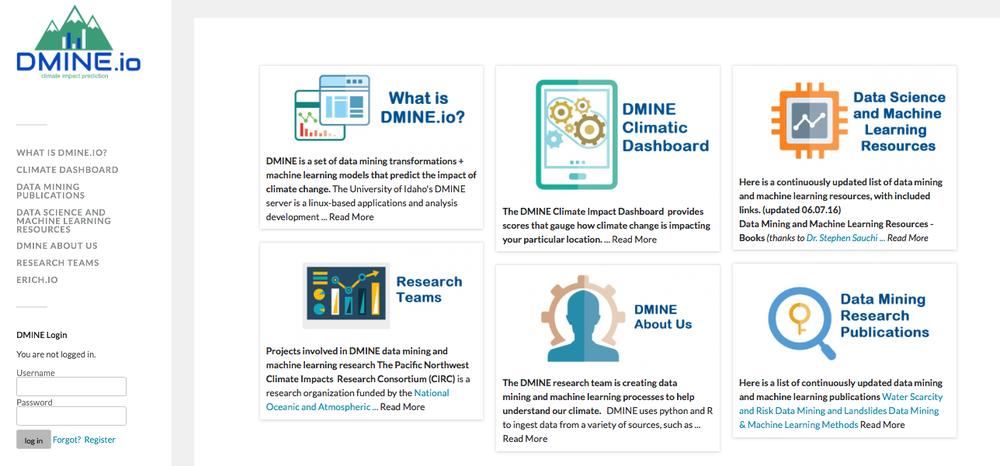 DMINE.io
climate impact prediction
WHAT IS DMINE.IO?
CLIMATE DASHBOARD
DATA MINING
PUBLICATIONS
DATA SCIENCE AND
MACHINE LEARNING
RESOURCES
DMINE ABOUT US
RESEARCH TEAMS
ERICH.IO
DMINE Login
You are not logged in.
Username
Password
log in Forgot? Register
What is
DMINE.io?
DMINE is a set of data mining transformations +
machine learning models that predict the impact of
climate change. The University of Idaho's DMINE
server is a linux-based applications and analysis
development ... Read More
Research
Teams
Projects involved in DMINE data mining and
machine learning research The Pacific Northwest
Climate Impacts Research Consortium (CIRC) is a
research organization funded by the National
Oceanic and Atmospheric ... Read More
DMINE
Climatic
Dashboard
The DMINE Climate Impact Dashboard provides
scores that gauge how climate change is impacting
your particular location. ... Read More
DMINE
About Us
The DMINE research team is creating data
mining and machine learning processes to help
understand our climate. DMINE uses python and R
to ingest data from a variety of sources, such as ...
Read More
Data Science
and Machine
Learning
Resources
Here is a continuously updated list of data mining
and machine learning resources, with included
links. (updated 06.07.16)
Data Mining and Machine Learning Resources -
Books (thanks to Dr. Stephen Sauchi ... Read More
Data Mining
Research
Publications
Here is a list of continuously updated data mining
and machine learning publications Water Scarcity
and Risk Data Mining and Landslides Data Mining
& Machine Learning Methods Read More